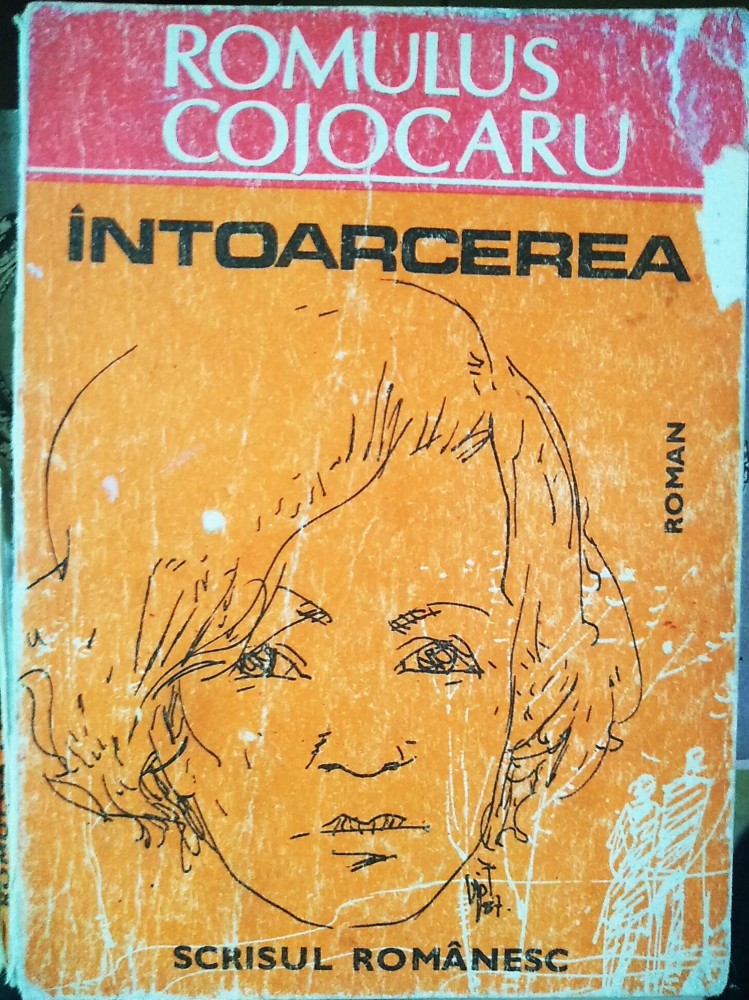 ROMULUS
COJOCARU
ÎNTOARCEREA
ROMAN
SCRISUL ROMÂNESC